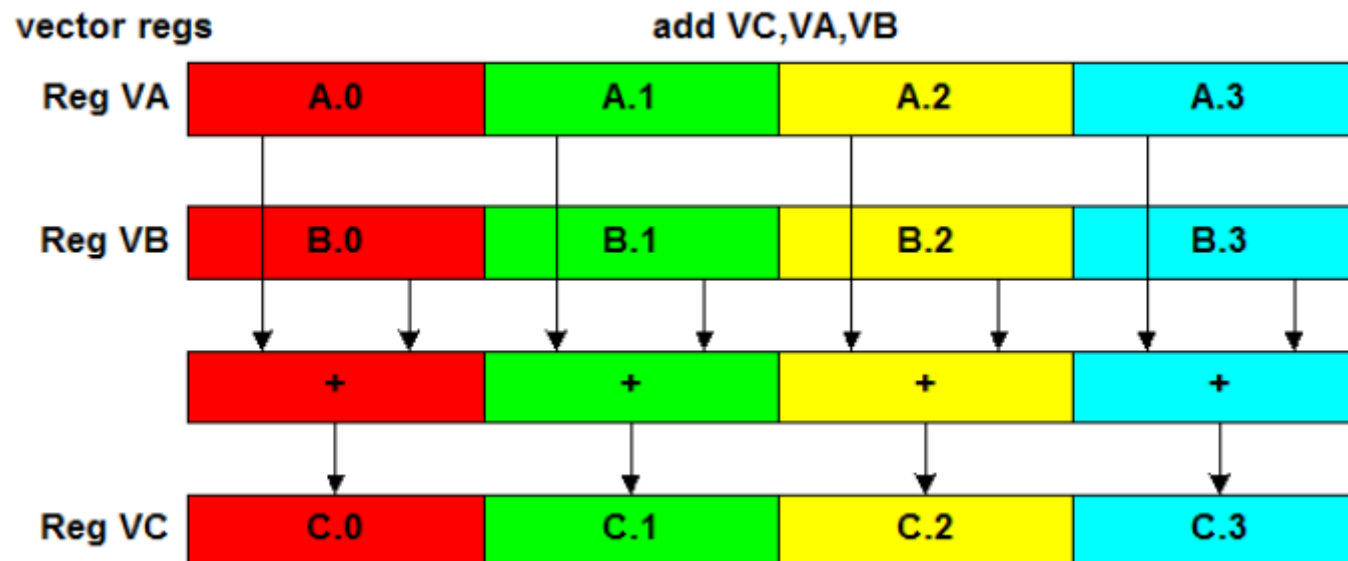 vector regs add VC,VA,VB
Reg VA A.0 A.1 A.2 A.3
Reg VB B.0 B.1 B.2 B.3
+ + + +
Reg VC C.0 C.1 C.2 C.3